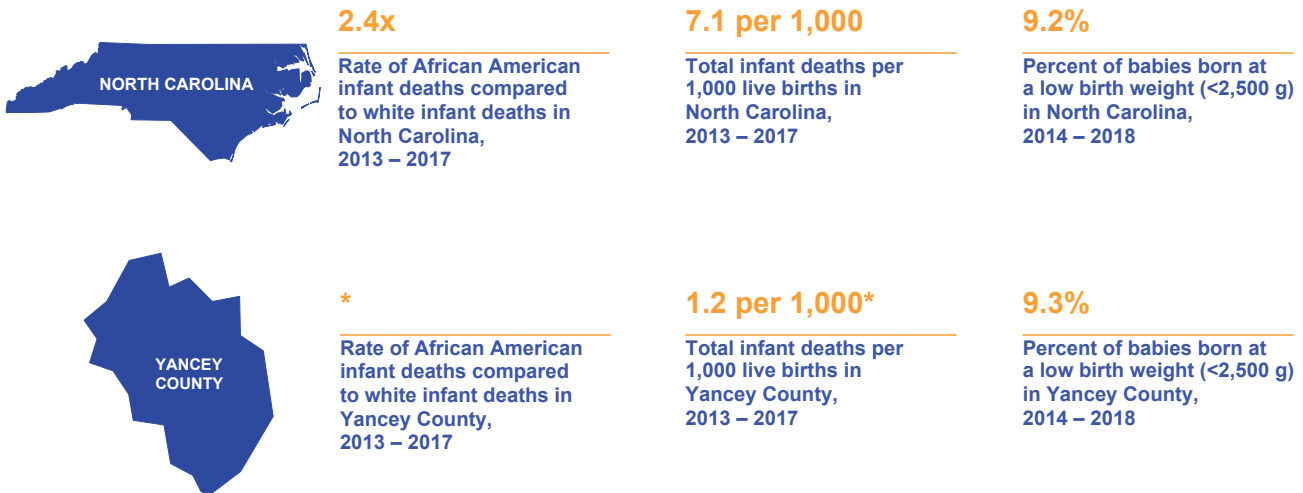 NORTH CAROLINA
2.4x
Rate of African American
infant deaths compared
to white infant deaths in
North Carolina,
2013 – 2017
7.1 per 1,000
Total infant deaths per
1,000 live births in
North Carolina,
2013 – 2017
9.2%
Percent of babies born at
a low birth weight (<2,500 g)
in North Carolina,
2014 – 2018
YANCEY
COUNTY
*
Rate of African American
infant deaths compared
to white infant deaths in
Yancey County,
2013 – 2017
1.2 per 1,000*
Total infant deaths per
1,000 live births in
Yancey County,
2013 – 2017
9.3%
Percent of babies born at
a low birth weight (<2,500 g)
in Yancey County,
2014 – 2018